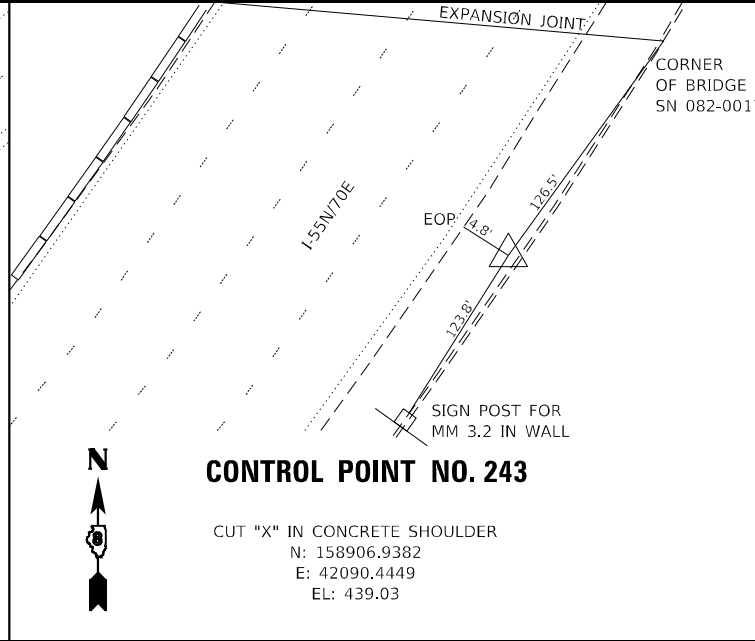 EXPANSION JOINT
CORNER
OF BRIDGE
SN 082-001
I-55N/70E
126.5'
EOP
4.8'
123.8'
SIGN POST FOR
MM 3.2 IN WALL
N
8
CONTROL POINT NO. 243
CUT "X" IN CONCRETE SHOULDER
N: 158906.9382
E: 42090.4449
EL: 439.03